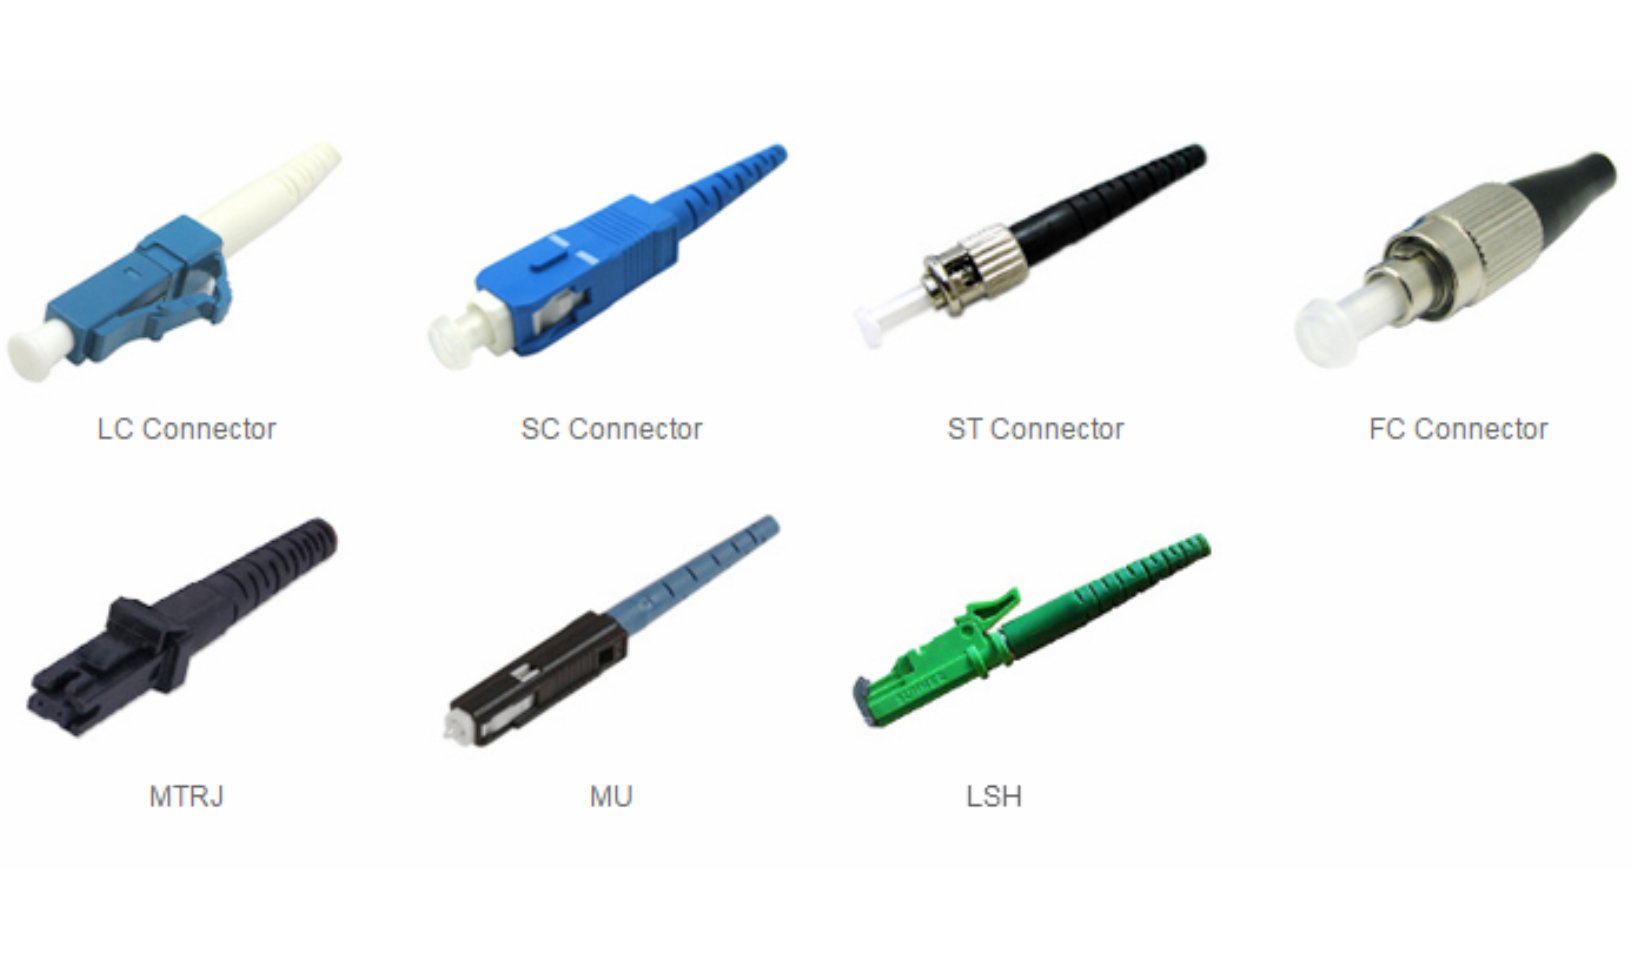 LC Connector
SC Connector
ST Connector
FC Connector
MTRJ
MU
LSH